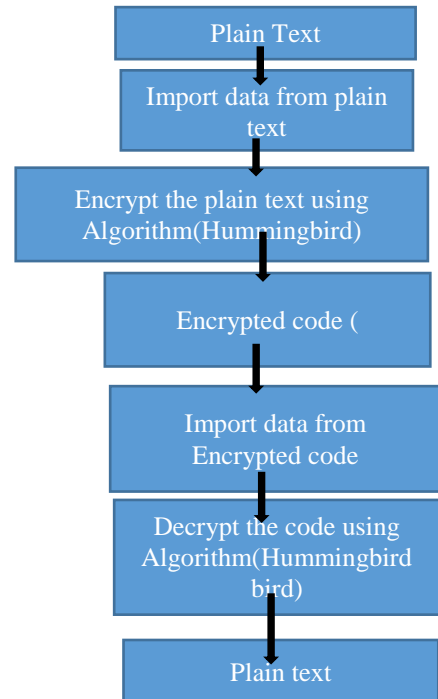 Plain Text
Import data from plain
text
Encrypt the plain text using
Algorithm(Hummingbird)
Encrypted code (
Import data from
Encrypted code
Decrypt the code using
Algorithm(Hummingbird
bird)
Plain text